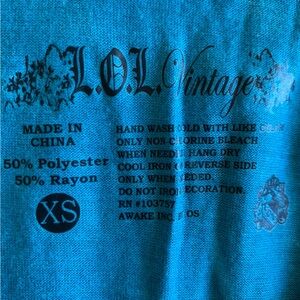 L.O.L. Vintage
MADE IN
CHINA
50% Polyester
50% Rayon
XS
HAND WASH COLD WITH LIKE
ONLY NON-CHLORINE BLEACH
WHEN NEEDED. HANG DRY
COOL IRON REVERSE SIDE
ONLY WHEN NEEDED.
DO NOT IRON DECORATION.
RN #103757
AWAKE INC.